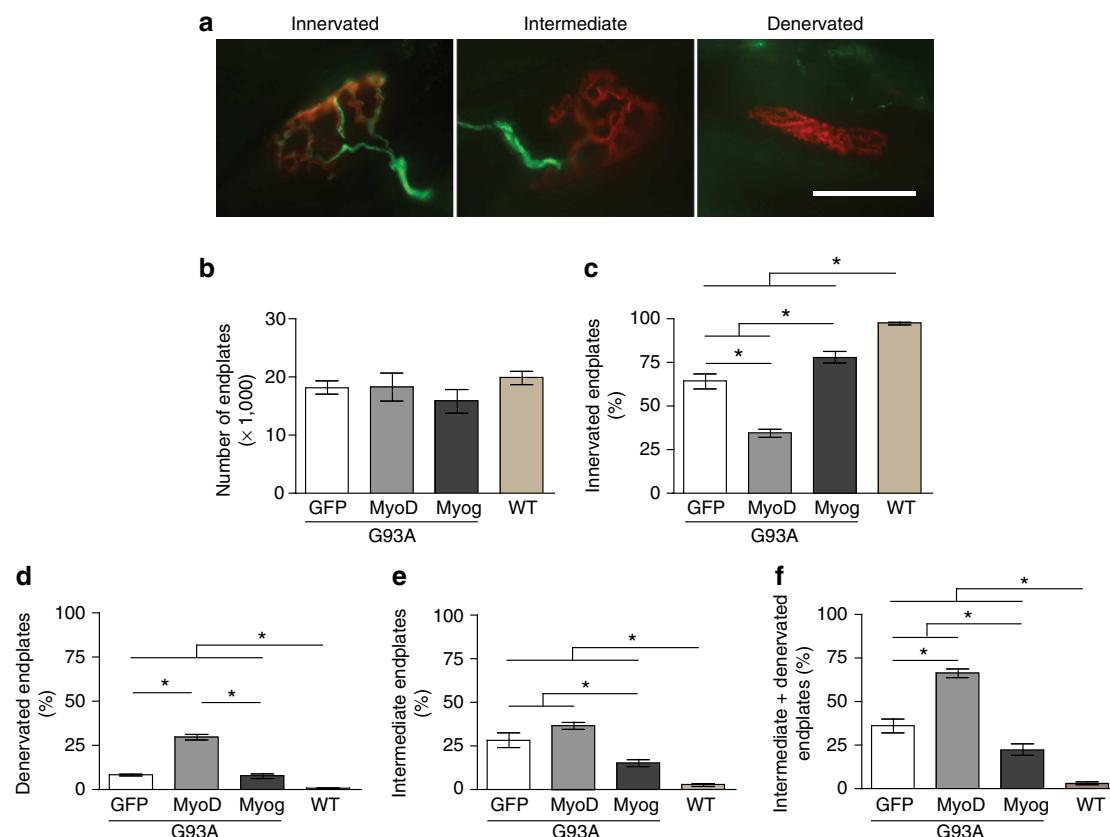 a
Innervated
Intermediate
Denervated
b
Number of endplates
(× 1,000)
30
20
10
0
GFP
MyoD
Myog
WT
G93A
c
Innervated endplates
(%)
100
75
50
25
0
*
*
*
GFP
MyoD
Myog
WT
G93A
d
Denervated endplates
(%)
100
75
50
25
0
*
*
*
GFP
MyoD
Myog
WT
G93A
e
Intermediate endplates
(%)
100
75
50
25
0
*
*
GFP
MyoD
Myog
WT
G93A
f
Intermediate + denervated
endplates (%)
100
75
50
25
0
*
*
*
GFP
MyoD
Myog
WT
G93A